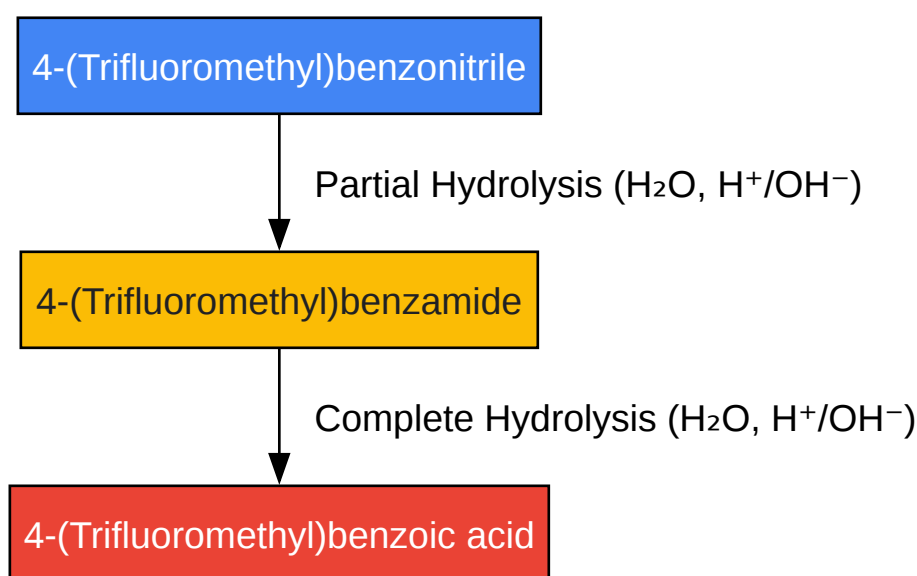 4-(Trifluoromethyl)benzonitrile
Partial Hydrolysis (H₂O, H⁺/OH⁻)
4-(Trifluoromethyl)benzamide
Complete Hydrolysis (H₂O, H⁺/OH⁻)
4-(Trifluoromethyl)benzoic acid